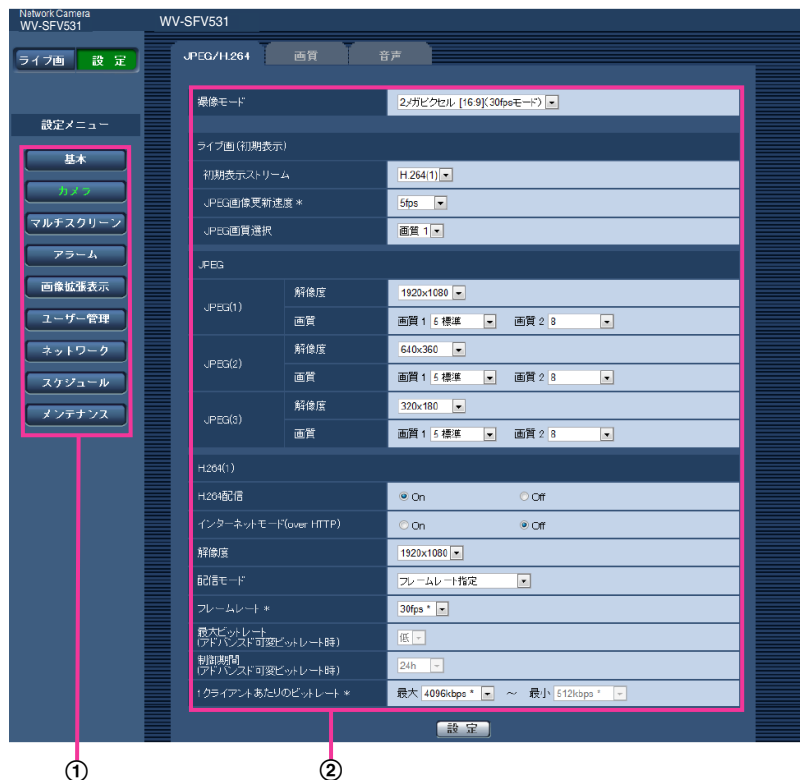 Network Camera
WV-SFV531
WV-SFV531
ライブ画 設 定
設定メニュー
基本
カメラ
マルチスクリーン
アラーム
画像拡張表示
ユーザー管理
ネットワーク
スケジュール
メンテナンス
JPEG/H.264 画質 音声
撮像モード 2メガピクセル [16:9](30fpsモード)
ライブ画(初期表示)
初期表示ストリーム H.264(1)
JPEG画像更新速度 * 5fps
JPEG画質選択 画質 1
JPEG
JPEG(1) 解像度 1920x1080
画質 画質 1 5 標準 画質 2 8
JPEG(2) 解像度 640x360
画質 画質 1 5 標準 画質 2 8
JPEG(3) 解像度 320x180
画質 画質 1 5 標準 画質 2 8
H.264(1)
H.264配信 On Off
インターネットモード(over HTTP) On Off
解像度 1920x1080
配信モード フレームレート指定
フレームレート * 30fps *
最大ビットレート
(アドバンスド可変ビットレート時) 低
制御期間
(アドバンスド可変ビットレート時) 24h
1クライアントあたりのビットレート * 最大 4096kbps * ～ 最小 512kbps *
設 定
① ②